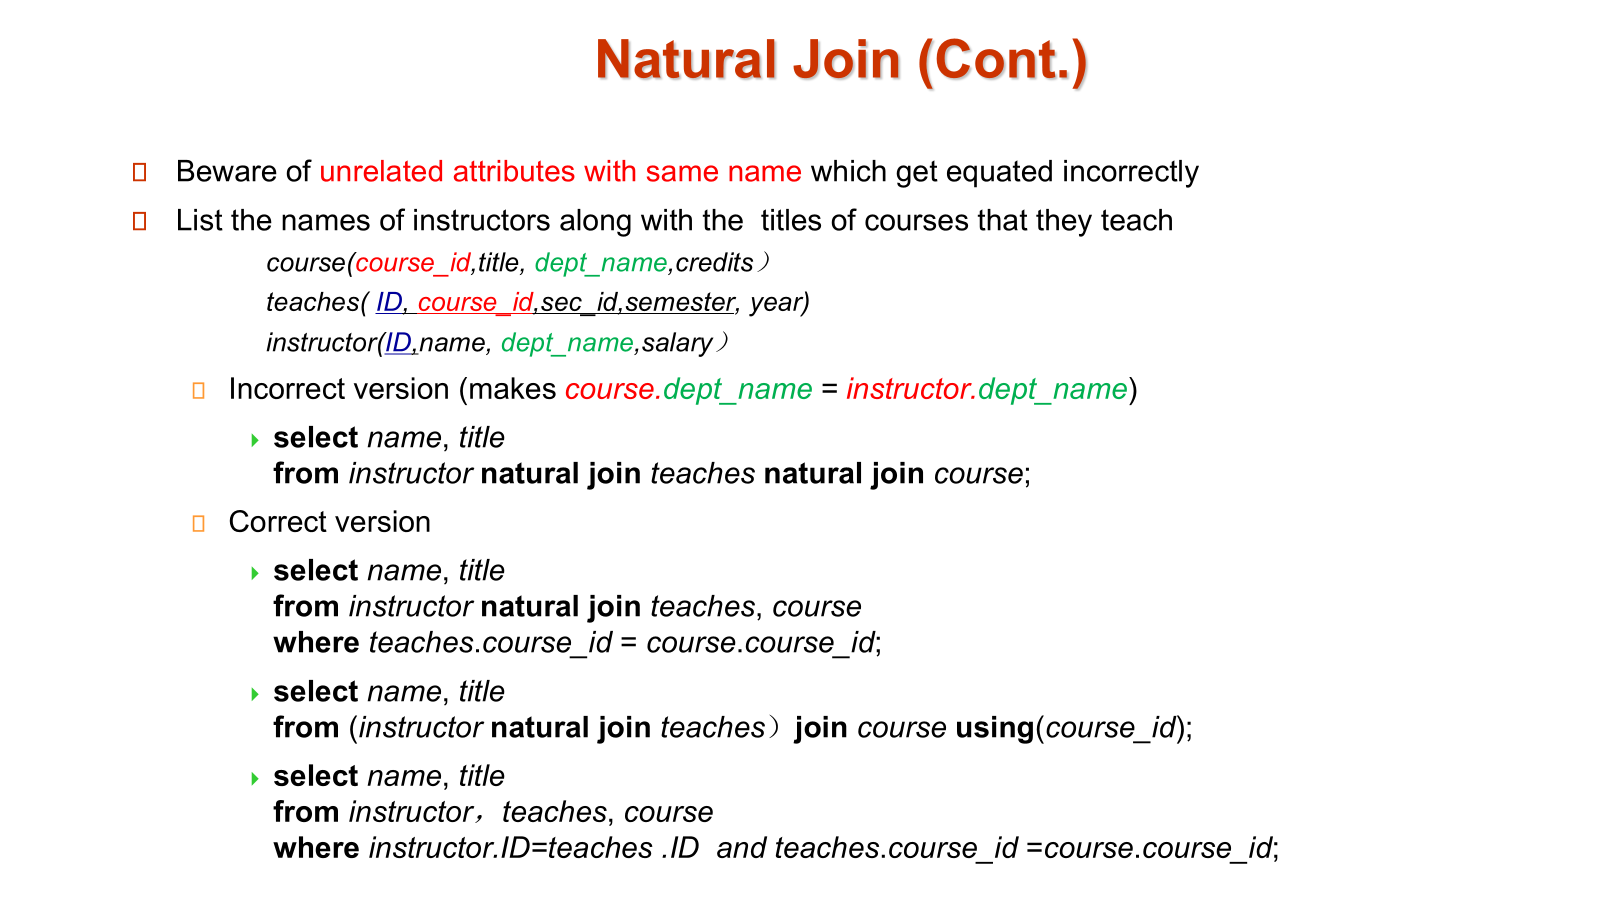 Natural Join (Cont.)
Beware of unrelated attributes with same name which get equated incorrectly
List the names of instructors along with the  titles of courses that they teach
course(course_id,title, dept_name,credits）
teaches( ID, course_id,sec_id,semester, year)
instructor(ID,name, dept_name,salary）
Incorrect version (makes course.dept_name = instructor.dept_name)
select name, title
from instructor natural join teaches natural join course;
Correct version
select name, title
from instructor natural join teaches, course
where teaches.course_id = course.course_id;
select name, title
from (instructor natural join teaches）join course using(course_id);
select name, title
from instructor，teaches, course
where instructor.ID=teaches .ID  and teaches.course_id =course.course_id;